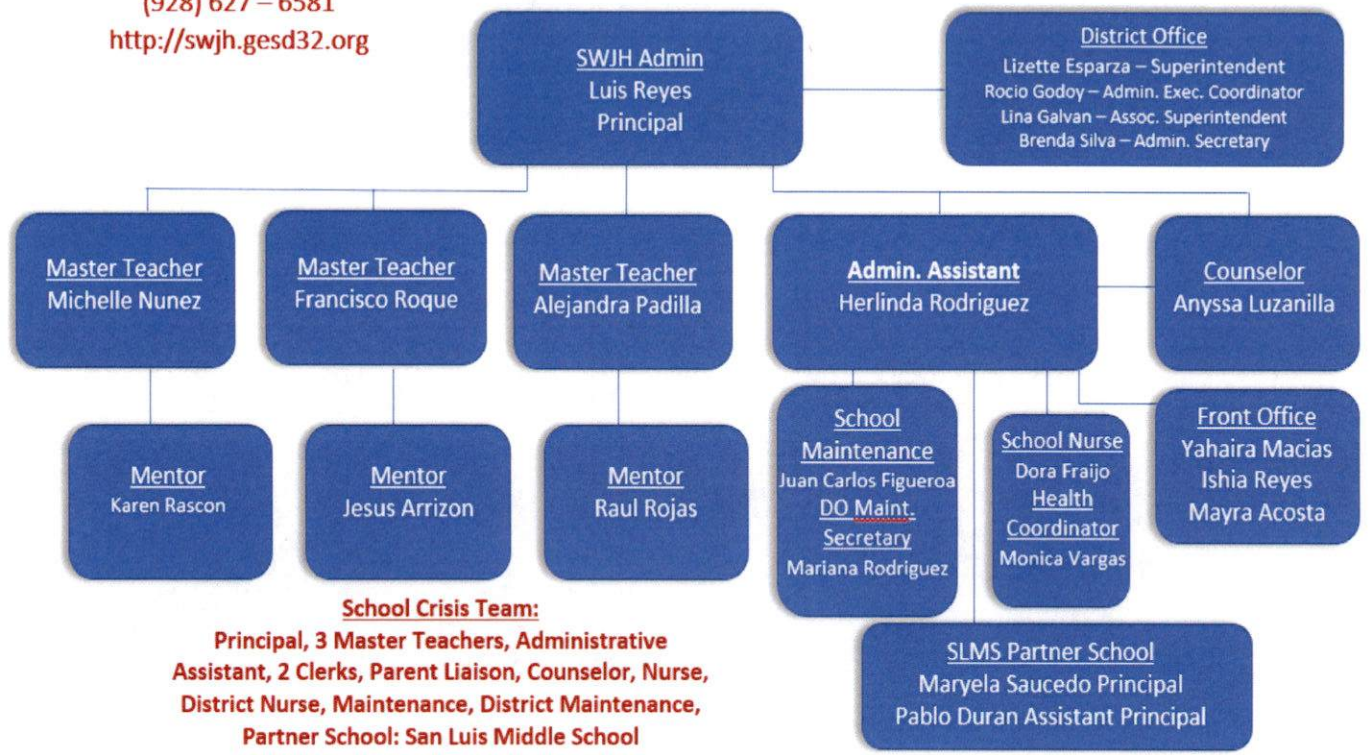 (928) 627 – 6581
http://swjh.gesd32.org
SWJH Admin
Luis Reyes
Principal
District Office
Lizette Esparza – Superintendent
Rocio Godoy – Admin. Exec. Coordinator
Lina Galvan – Assoc. Superintendent
Brenda Silva – Admin. Secretary
Master Teacher
Michelle Nunez
Master Teacher
Francisco Roque
Master Teacher
Alejandra Padilla
Admin. Assistant
Herlinda Rodriguez
Counselor
Anyssa Luzanilla
Mentor
Karen Rascon
Mentor
Jesus Arrizon
Mentor
Raul Rojas
School
Maintenance
Juan Carlos Figueroa
DO Maint.
Secretary
Mariana Rodriguez
School Nurse
Dora Fraijo
Health
Coordinator
Monica Vargas
Front Office
Yahaira Macias
Ishia Reyes
Mayra Acosta
School Crisis Team:
Principal, 3 Master Teachers, Administrative
Assistant, 2 Clerks, Parent Liaison, Counselor, Nurse,
District Nurse, Maintenance, District Maintenance,
Partner School: San Luis Middle School
SLMS Partner School
Maryela Saucedo Principal
Pablo Duran Assistant Principal